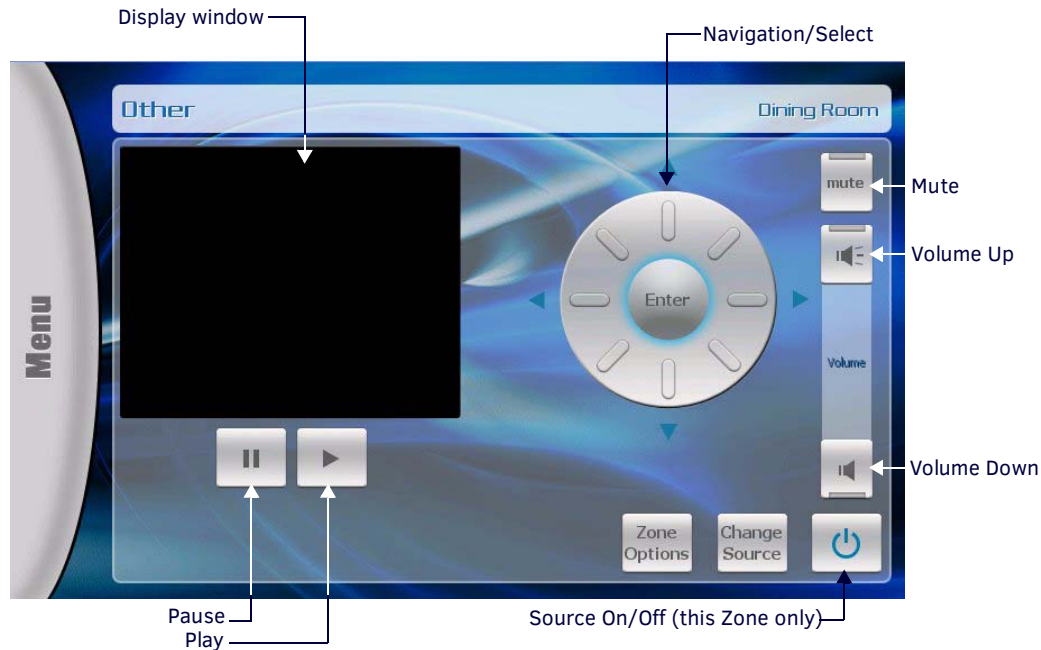 Display window
Navigation/Select
Other
Dining Room
mute
Mute
Volume Up
Menu
Enter
Volume
Volume Down
Zone Options
Change Source
Pause
Play
Source On/Off (this Zone only)